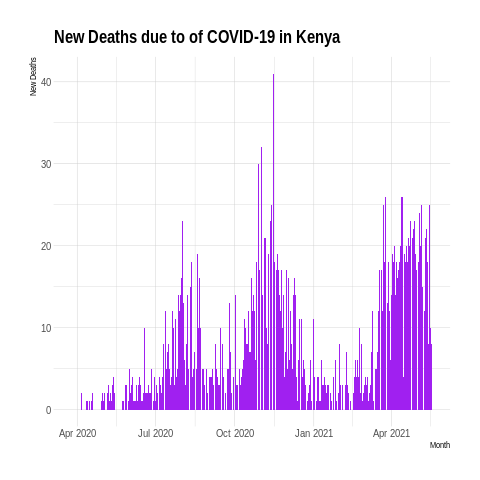 New Deaths due to of COVID-19 in Kenya
New Deaths
40
30
20
10
0
Apr 2020 Jul 2020 Oct 2020 Jan 2021 Apr 2021
Month